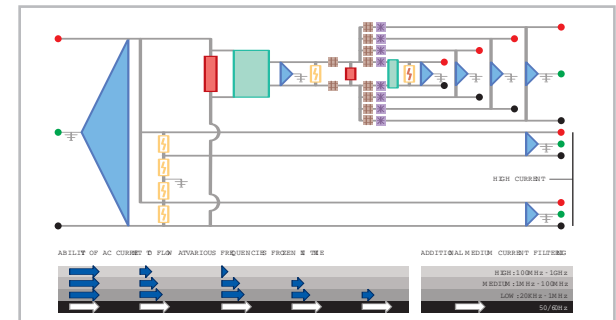 HIGH CURRENT
ABILITY OF AC CURRENT TO FLOW AT VARIOUS FREQUENCIES FROZEN IN TIME
ADDITIONAL MEDIUM CURRENT FILTERING
HIGH:100MHz-1GHz
MEDIUM:1MHz-100MHz
LOW:20KHz-1MHz
50/60Hz